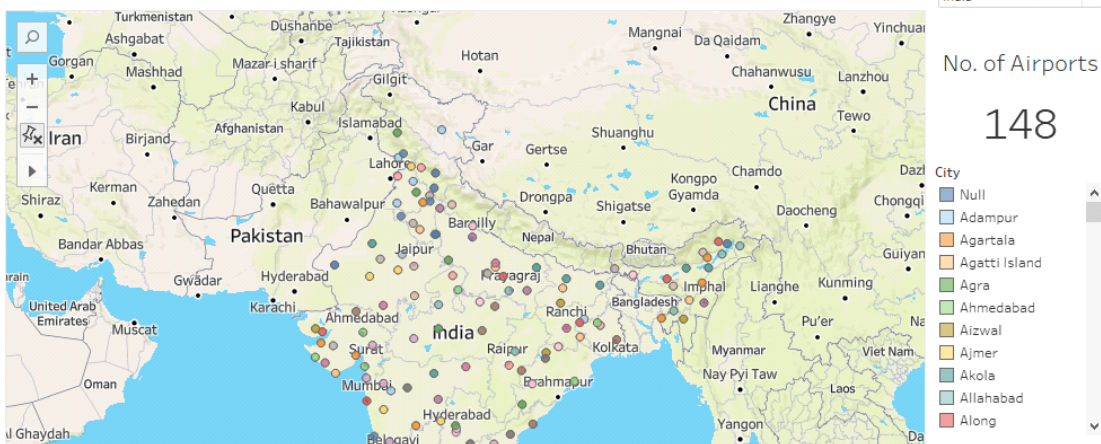 Turkmenistan
Ashgabat
Gorgan
Mashhad
Dushanbe
Tajikistan
Mazar i sharif
Kabul
Afghanistan
Islamabad
Gilgit
Hotan
Mangnai
Da Qaidam
Zhangye
Yinchua
Chahanwusu
Lanzhou
China
Tewo
Iran
Birjand
Lahore
Gar
Gertse
Shuanghu
Kerman
Shiraz
Zahedan
Quetta
Bahawalpur
Drongpa
Shigatse
Kongpo
Gyamda
Chamdo
Daocheng
Chongqi
Pakistan
Bareilly
Nepal
Bhutan
Bandar Abbas
Jaipur
Gwadar
Hyderabad
Karachi
Prayagraj
Imphal
Lianghe
Kunming
Guiyan
United Arab
Emirates
Muscat
Ahmedabad
Ranchi
Bangladesh
India
Surat
Raipur
Kolkata
Myanmar
Pu'er
Viet Nam
Oman
Mumbai
Brahmapur
Nay Pyi Taw
Laos
Allahabad
Hyderabad
Belgavi
Yangon
Al Ghaydah
No. of Airports
148
City
Null
Adampur
Agartala
Agatti Island
Agra
Ahmedabad
Aizwal
Ajmer
Akola
Allahabad
Along